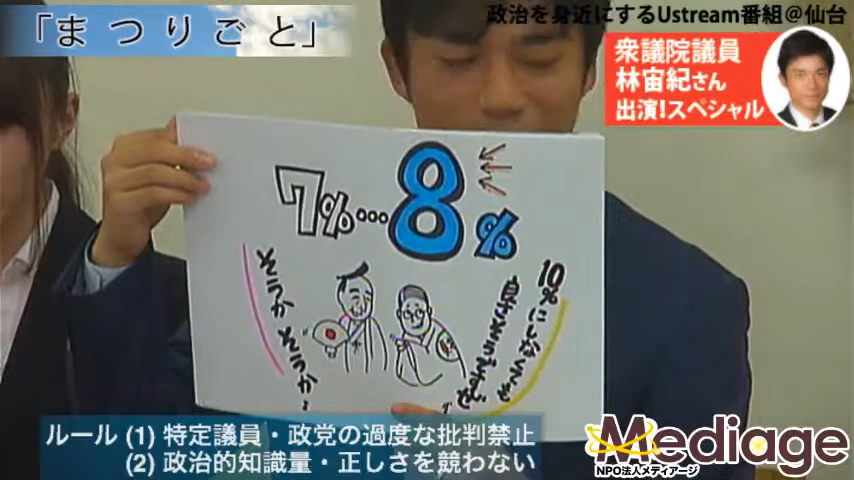 政治を身近にするUstream番組@仙台
「まつりごと」
衆議院議員
林宙紀さん
出演!スペシャル
7%…8%
10%にしなくても
そうか そうか。
ルール (1) 特定議員・政党の過度な批判禁止
(2) 政治的知識量・正しさを競わない
Mediage
NPO法人メディアージ